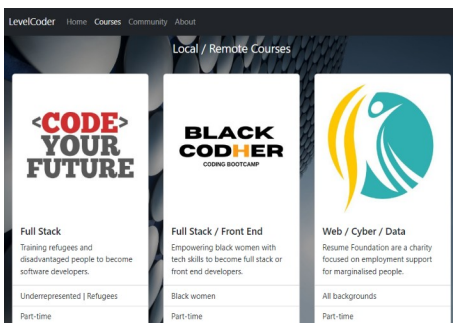 LevelCoder Home Courses Community About
Local / Remote Courses
<CODE>
YOUR
FUTURE
Full Stack
Training refugees and
disadvantaged people to become
software developers.
Underrepresented | Refugees
Part-time
BLACK
CODHER
CODING BOOTCAMP
Full Stack / Front End
Empowering black women with
tech skills to become full stack or
front end developers.
Black women
Part-time
Web / Cyber / Data
Resume Foundation are a charity
focused on employment support
for marginalised people.
All backgrounds
Part-time